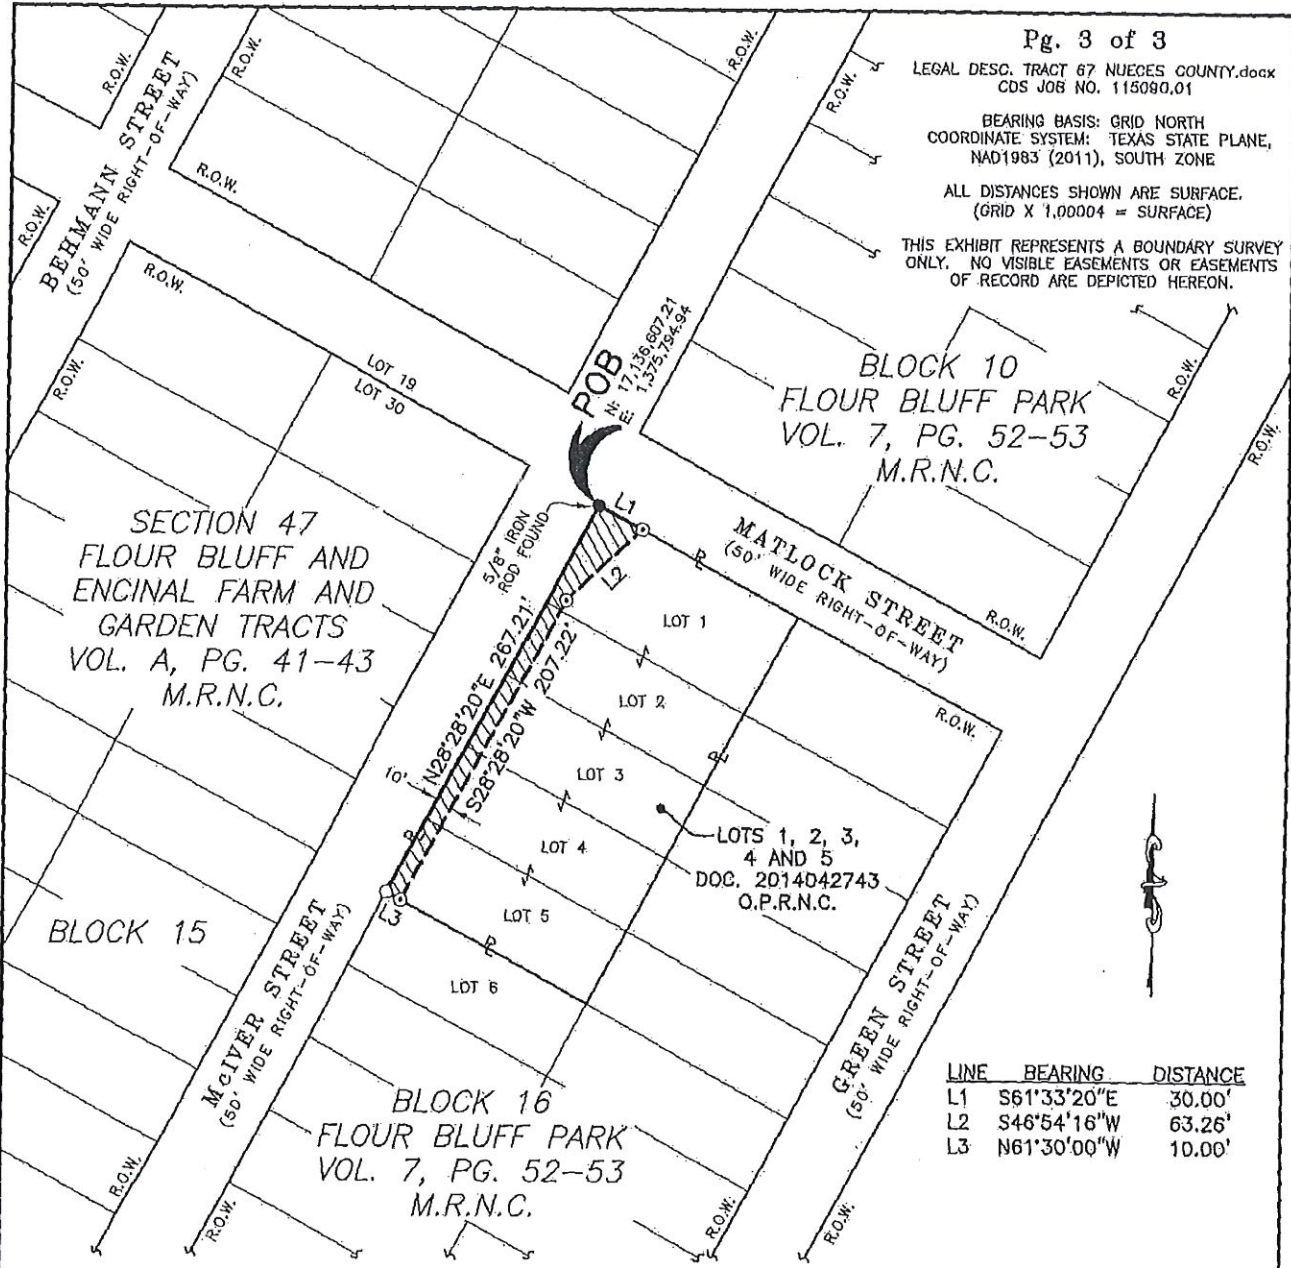 Pg. 3 of 3
LEGAL DESC. TRACT 67 NUECES COUNTY.docx
CDS JOB NO. 115090.01
BEARING BASIS: GRID NORTH
COORDINATE SYSTEM: TEXAS STATE PLANE,
NAD1983 (2011), SOUTH ZONE
ALL DISTANCES SHOWN ARE SURFACE.
(GRID X 1.00004 = SURFACE)
THIS EXHIBIT REPRESENTS A BOUNDARY SURVEY
ONLY. NO VISIBLE EASEMENTS OR EASEMENTS
OF RECORD ARE DEPICTED HEREON.
R.O.W.
R.O.W.
R.O.W.
R.O.W.
BEHMANN STREET
(50' WIDE RIGHT-OF-WAY)
R.O.W.
R.O.W.
R.O.W.
R.O.W.
LOT 19
LOT 30
POB
N: 17,136,607.21
E: 1,375,794.94
BLOCK 10
FLOUR BLUFF PARK
VOL. 7, PG. 52-53
M.R.N.C.
R.O.W.
R.O.W.
SECTION 47
FLOUR BLUFF AND
ENCINAL FARM AND
GARDEN TRACTS
VOL. A, PG. 41-43
M.R.N.C.
5/8" IRON
ROD FOUND
L1
L2
MATLOCK STREET
(50' WIDE RIGHT-OF-WAY)
R.O.W.
R.O.W.
N28°28'20"E 267.21'
S28°28'20"W 207.22'
10'
LOT 1
LOT 2
LOT 3
LOT 4
LOT 5
LOT 6
LOTS 1, 2, 3,
4 AND 5
DOC. 2014042743
O.P.R.N.C.
L3
BLOCK 15
McIVER STREET
(50' WIDE RIGHT-OF-WAY)
GREEN STREET
(50' WIDE RIGHT-OF-WAY)
BLOCK 16
FLOUR BLUFF PARK
VOL. 7, PG. 52-53
M.R.N.C.
LINE BEARING DISTANCE
L1 S61°33'20"E 30.00'
L2 S46°54'16"W 63.26'
L3 N61°30'00"W 10.00'
R.O.W.
R.O.W.
R.O.W.
R.O.W.